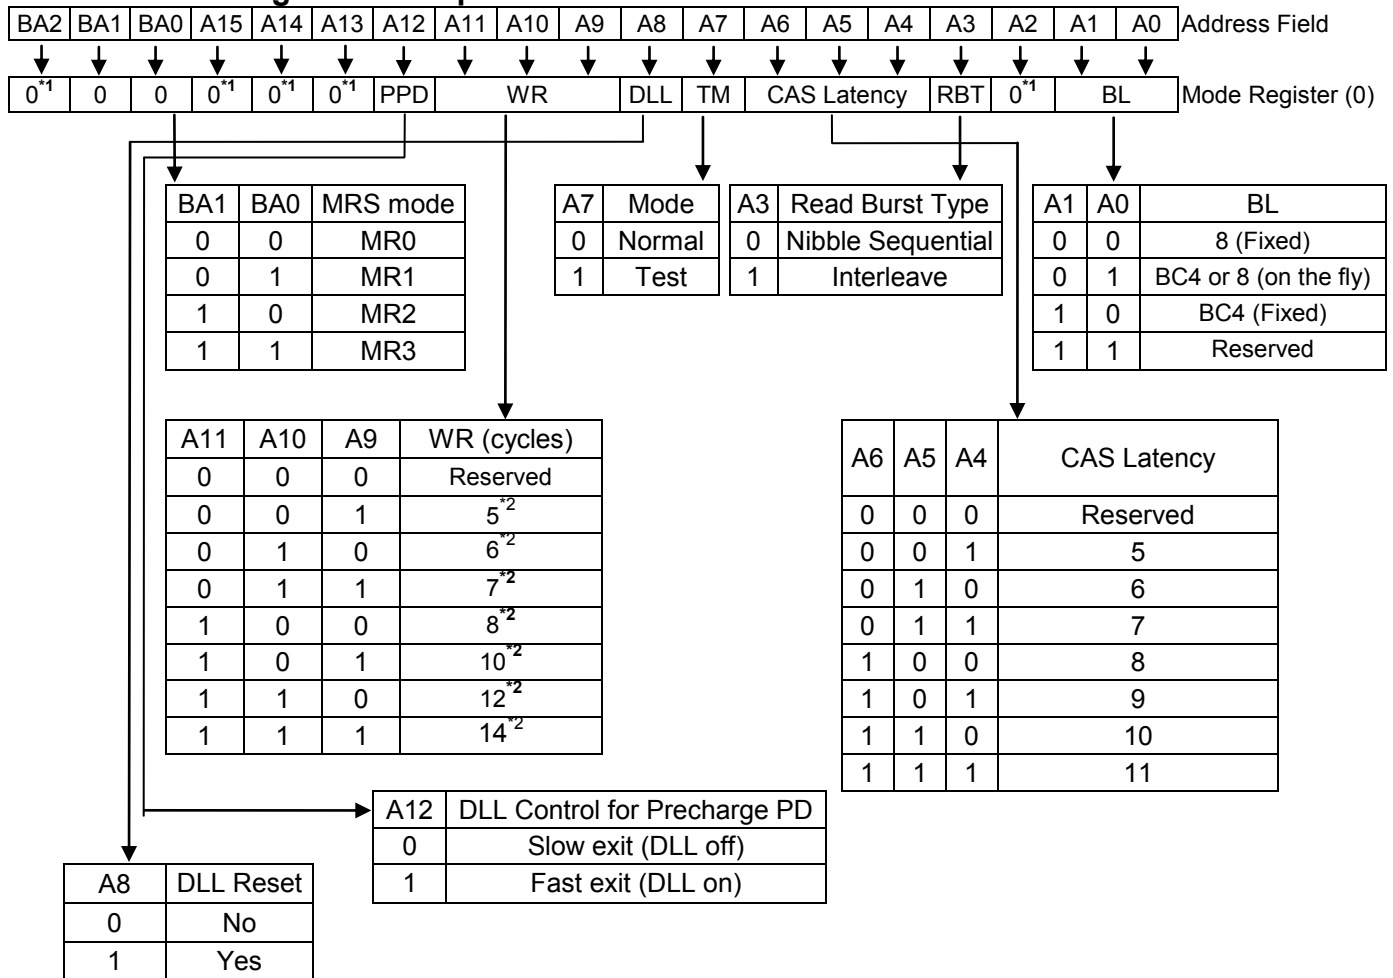 BA2 BA1 BA0 A15 A14 A13 A12 A11 A10 A9 A8 A7 A6 A5 A4 A3 A2 A1 A0 Address Field
0*1 0 0 0*1 0*1 0*1 PPD WR DLL TM CAS Latency RBT 0*1 BL Mode Register (0)
BA1 BA0 MRS mode
0 0 MR0
0 1 MR1
1 0 MR2
1 1 MR3
A7 Mode
0 Normal
1 Test
A3 Read Burst Type
0 Nibble Sequential
1 Interleave
A1 A0 BL
0 0 8 (Fixed)
0 1 BC4 or 8 (on the fly)
1 0 BC4 (Fixed)
1 1 Reserved
A11 A10 A9 WR (cycles)
0 0 0 Reserved
0 0 1 5*2
0 1 0 6*2
0 1 1 7*2
1 0 0 8*2
1 0 1 10*2
1 1 0 12*2
1 1 1 14*2
A6 A5 A4 CAS Latency
0 0 0 Reserved
0 0 1 5
0 1 0 6
0 1 1 7
1 0 0 8
1 0 1 9
1 1 0 10
1 1 1 11
A12 DLL Control for Precharge PD
0 Slow exit (DLL off)
1 Fast exit (DLL on)
A8 DLL Reset
0 No
1 Yes